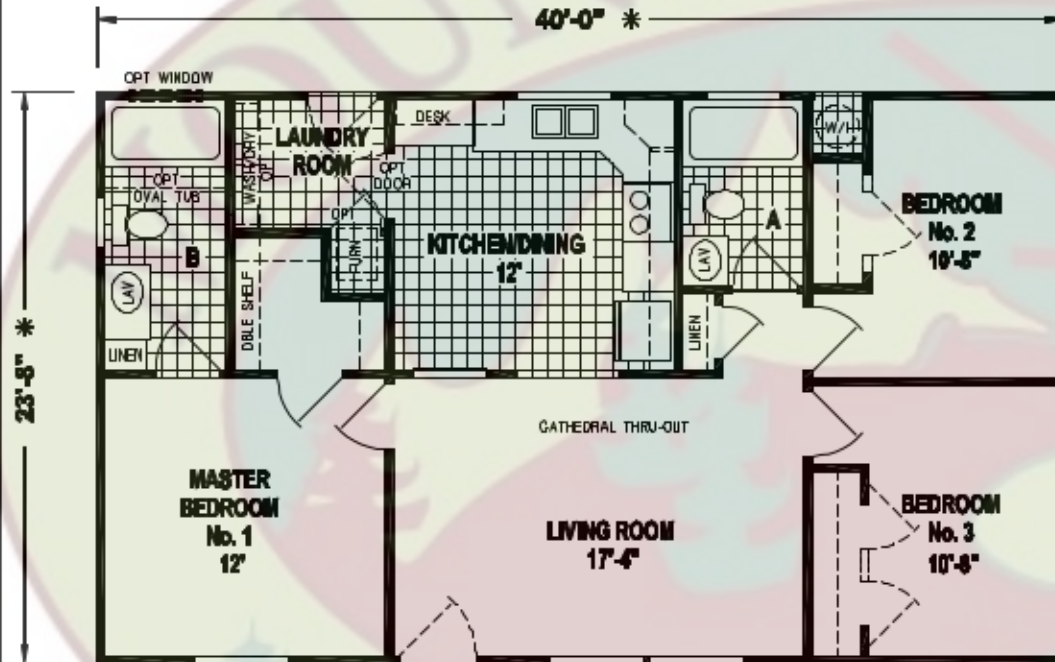 40'-0" *
OPT WINDOW
DESK
LAUNDRY
ROOM
WASH/DRY
OPT
W/H
OPT
DOOR
OPT
OVAL TUB
OPT
A
BEDROOM
No. 2
10'-8"
B
KITCHEN/DINING
12'
FURN
LAV
LAV
DBLE SHELF
LINEN
LINEN
23'-8" *
CATHEDRAL THRU-OUT
MASTER
BEDROOM
No. 1
12'
LIVING ROOM
17'-4"
BEDROOM
No. 3
10'-8"